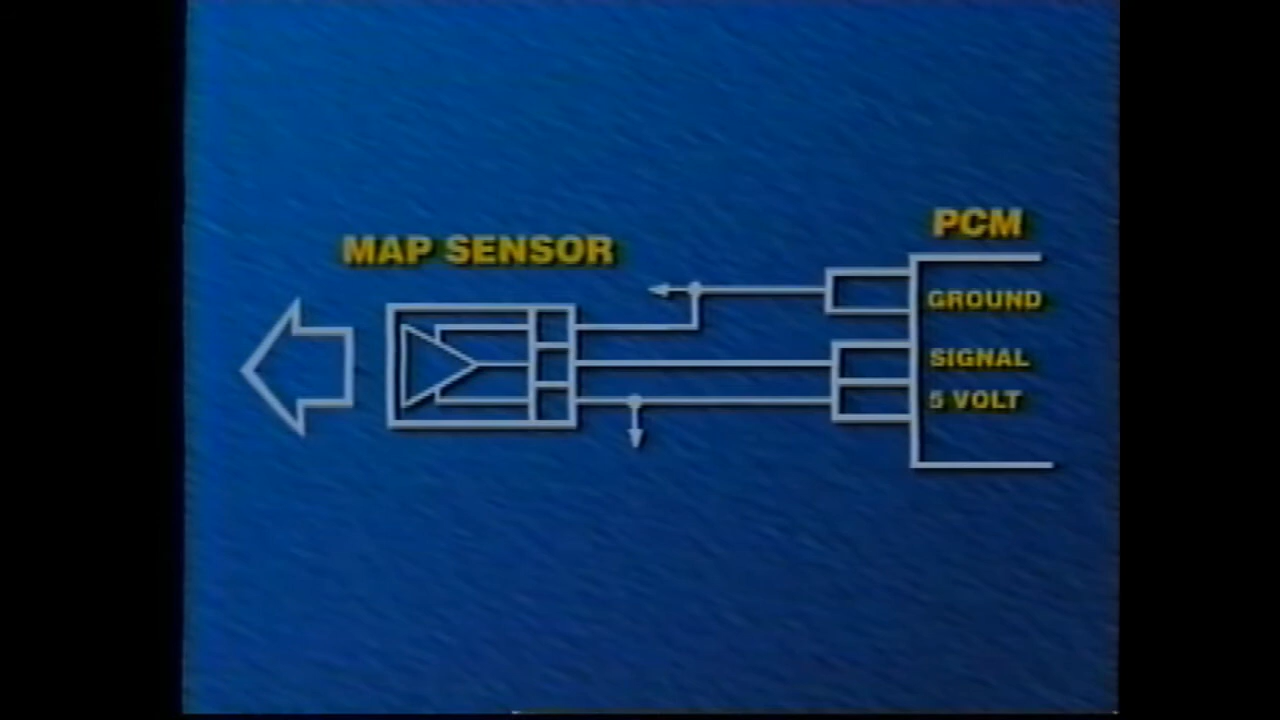 PCM
MAP SENSOR
GROUND
SIGNAL
5 VOLT